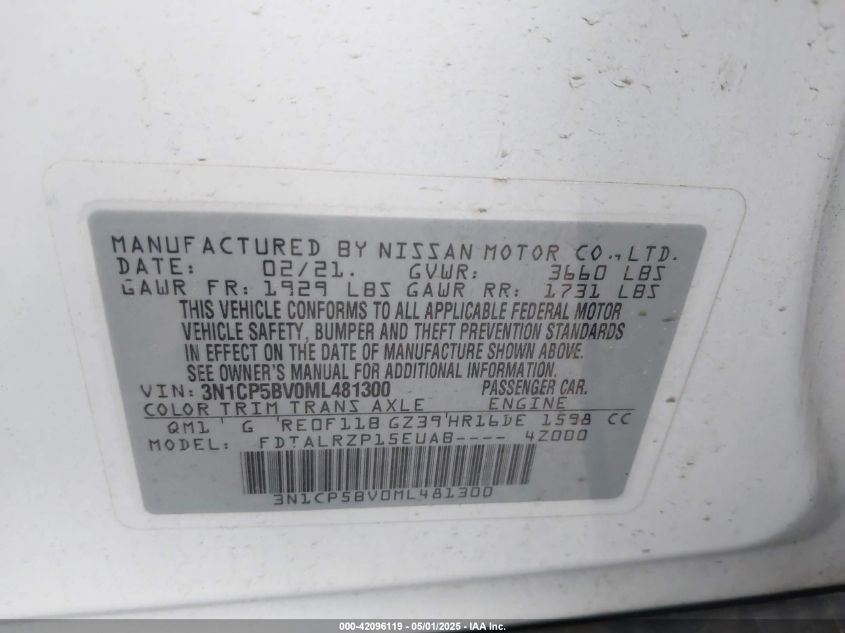 MANUFACTURED BY NISSAN MOTOR CO., LTD.
DATE: 02/21. GVWR: 3660 LBS
GAWR FR: 1929 LBS GAWR RR: 1731 LBS
THIS VEHICLE CONFORMS TO ALL APPLICABLE FEDERAL MOTOR
VEHICLE SAFETY, BUMPER AND THEFT PREVENTION STANDARDS
IN EFFECT ON THE DATE OF MANUFACTURE SHOWN ABOVE.
SEE OWNER'S MANUAL FOR ADDITIONAL INFORMATION.
VIN: 3N1CP5BV0ML481300 PASSENGER CAR.
COLOR TRIM TRANS AXLE ENGINE
QM1 ' G 'RE0F11B GZ39'HR16DE 1598 CC
MODEL: FDTALRZP15EUAB---- 4Z000
3N1CP5BV0ML481300
000-42096119 - 05/01/2025 - IAA Inc.